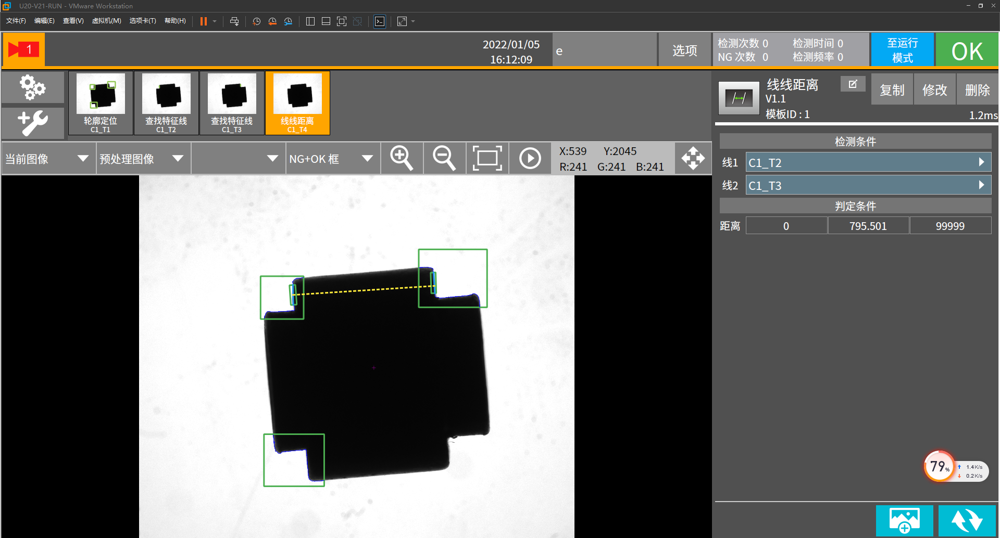 U20-V21-RUN - VMware Workstation
文件(F) 编辑(E) 查看(V) 虚拟机(M) 选项卡(T) 帮助(H)
1
2022/01/05
16:12:09
e
选项
检测次数 0 检测时间 0
NG 次数 0 检测频率 0
至运行
模式
OK
轮廓定位
C1_T1
查找特征线
C1_T2
查找特征线
C1_T3
线线距离
C1_T4
线线距离
V1.1
模板ID : 1
复制
修改
删除
1.2ms
当前图像
预处理图像
NG+OK 框
X:539 Y:2045
R:241 G:241 B:241
检测条件
线1 C1_T2
线2 C1_T3
判定条件
距离 0 795.501 99999
79%
1.4K/s
0.2K/s